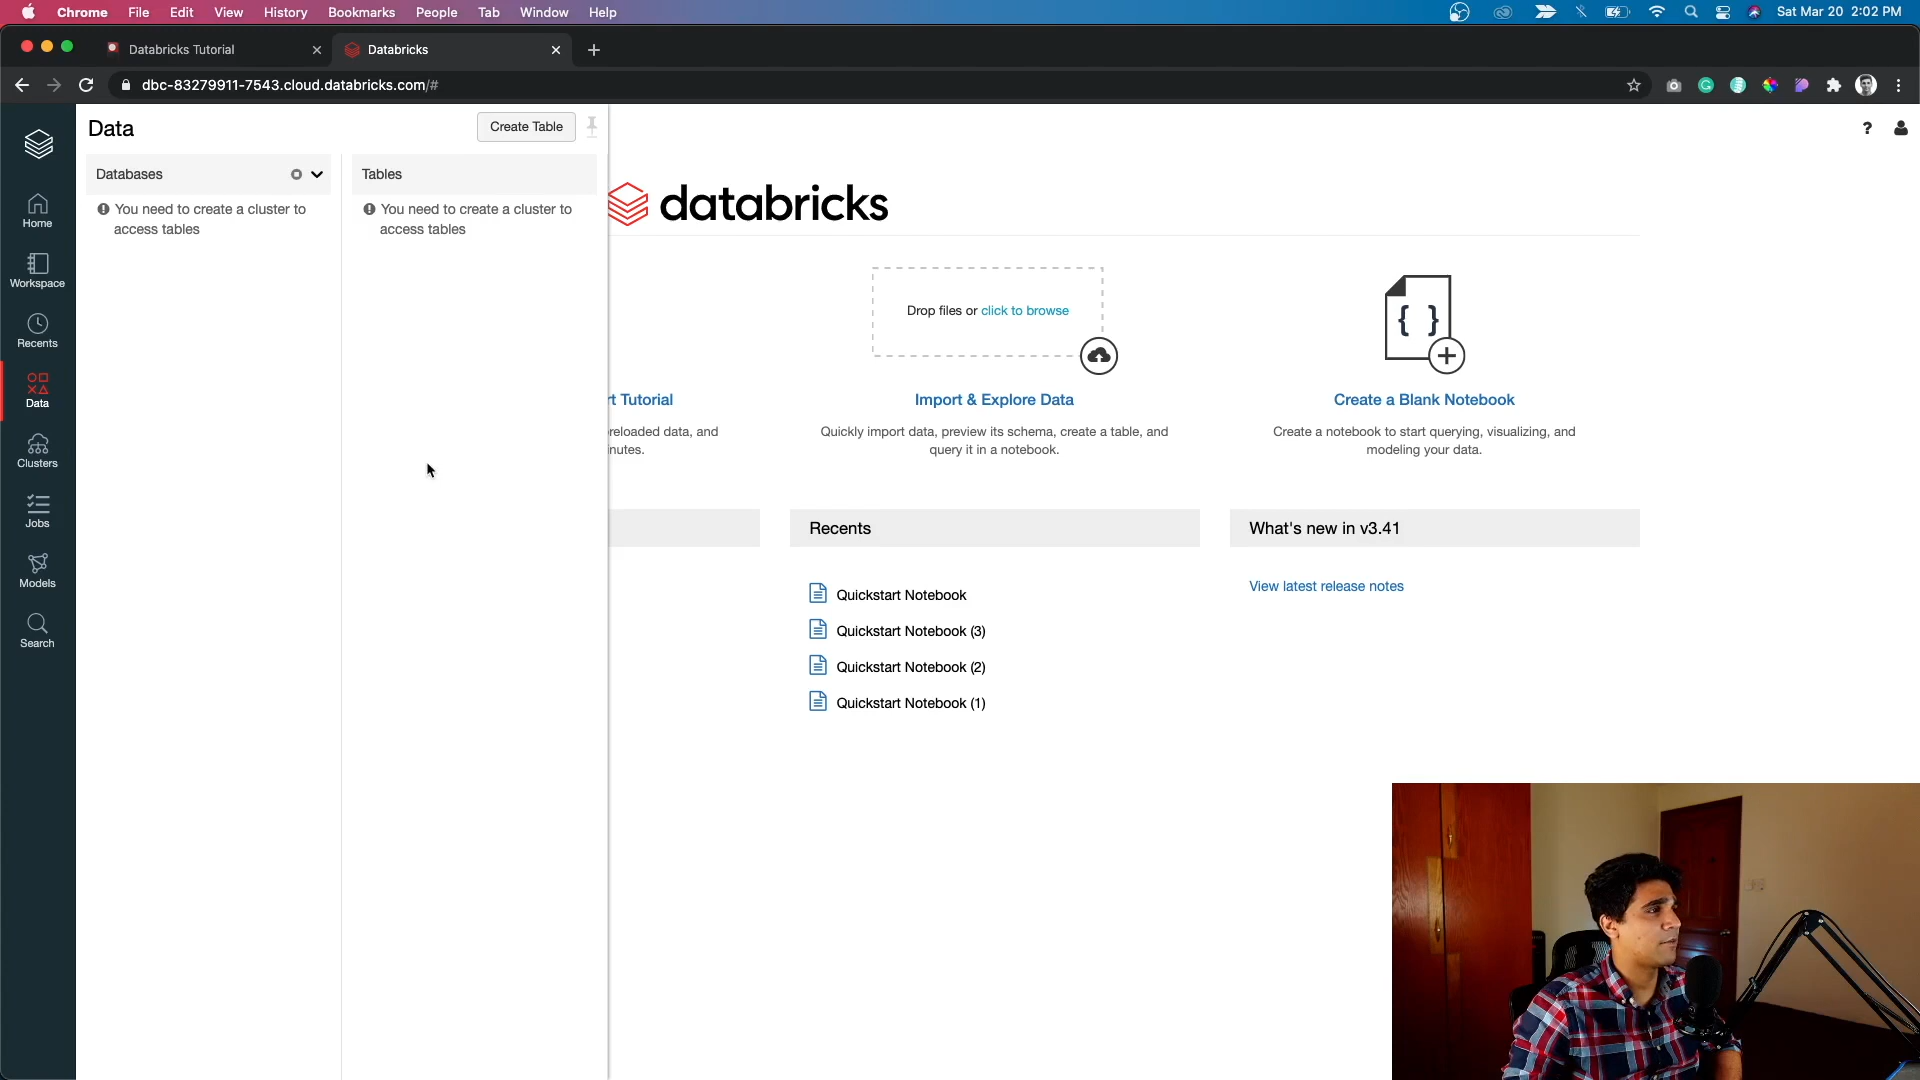 Chrome File Edit View History Bookmarks People Tab Window Help Sat Mar 20 2:02 PM
Databricks Tutorial Databricks
dbc-83279911-7543.cloud.databricks.com/#
Data Create Table
Databases Tables
You need to create a cluster to
access tables
You need to create a cluster to
access tables
Home
Workspace
Recents
Data
Clusters
Jobs
Models
Search
databricks
Drop files or click to browse
{ }
rt Tutorial
reloaded data, and
inutes.
Import & Explore Data
Quickly import data, preview its schema, create a table, and
query it in a notebook.
Create a Blank Notebook
Create a notebook to start querying, visualizing, and
modeling your data.
Recents
Quickstart Notebook
Quickstart Notebook (3)
Quickstart Notebook (2)
Quickstart Notebook (1)
What's new in v3.41
View latest release notes